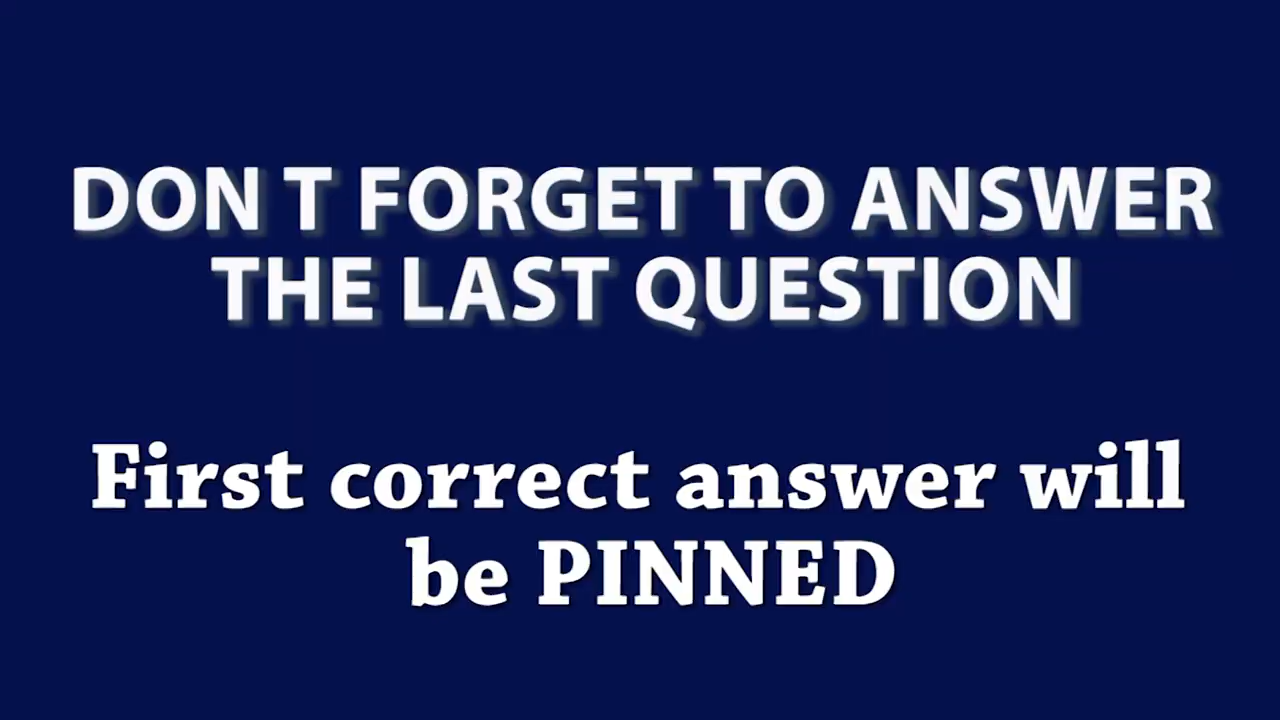 DON T FORGET TO ANSWER
THE LAST QUESTION
First correct answer will
be PINNED